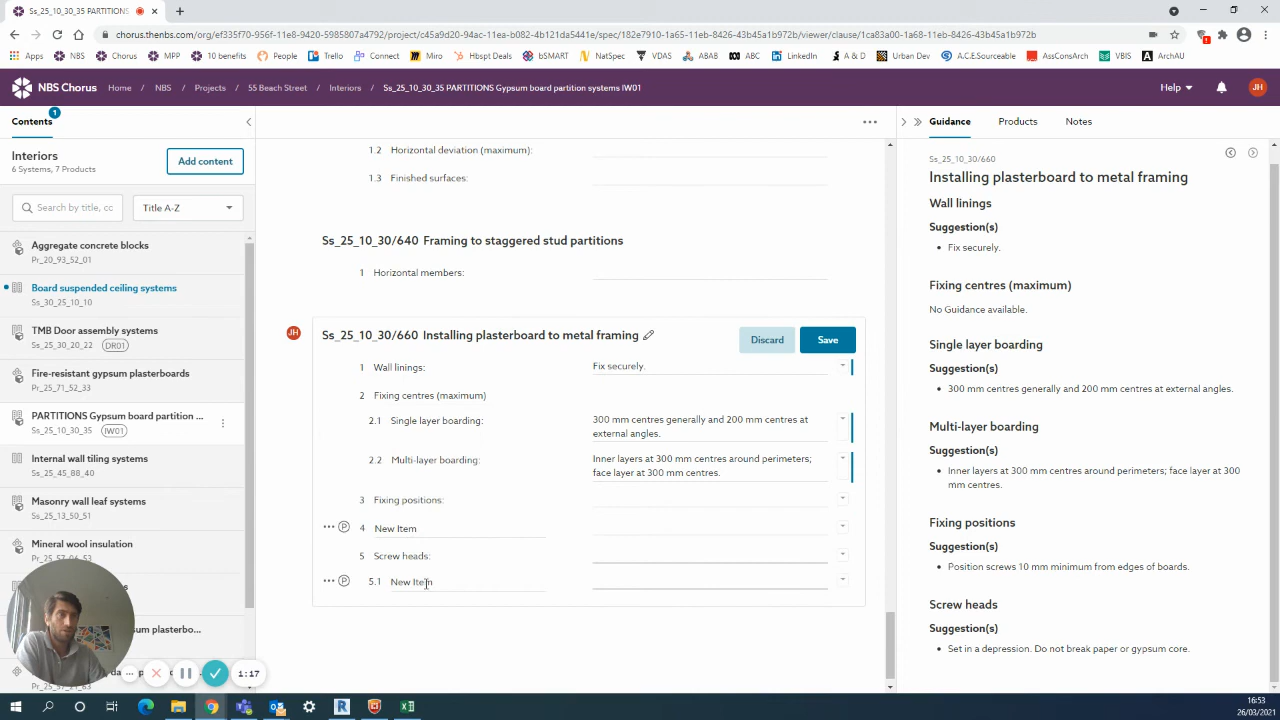 Ss_25_10_30_35 PARTITIONS
chorus.thenbs.com/org/ef335f70-957e-6564-6500-000000000000/project/c45a9d20-94ac-11ea-b082-4b121da5441e/spec/182e7910-1a65-11eb-8426-43b45a1b972b/viewer/clause/1ca83a00-1a68-11eb-8426-43b45a1b972b
Apps NBS Chorus MPP 10 benefits People Trello Connect Miro Hbspt Deals bSMART NatSpec VDAS ABAB ABC LinkedIn A & D Urban Dev A.C.E.Sourceable AssConsArch VBIS ArchAU
NBS Chorus Home NBS Projects 55 Beach Street Interiors Ss_25_10_30_35 PARTITIONS Gypsum board partition systems IW01 Help JH
Contents 1
Interiors
6 Systems, 7 Products
Add content
Search by title, cc
Title A-Z
Aggregate concrete blocks
Pr_20_93_52_01
Board suspended ceiling systems
Ss_30_25_10_10
TMB Door assembly systems
Ss_25_30_20_22 DR01
Fire-resistant gypsum plasterboards
Pr_25_71_52_33
PARTITIONS Gypsum board partition ...
Ss_25_10_30_35 IW01
Internal wall tiling systems
Ss_45_88_40
Masonry wall leaf systems
Ss_25_13_50_51
Mineral wool insulation
Pr_25_57_06_53
sum plasterbo...
1:17
1.2 Horizontal deviation (maximum):
1.3 Finished surfaces:
Ss_25_10_30/640 Framing to staggered stud partitions
1 Horizontal members:
JH
Ss_25_10_30/660 Installing plasterboard to metal framing
Discard
Save
1 Wall linings: Fix securely.
2 Fixing centres (maximum)
2.1 Single layer boarding: 300 mm centres generally and 200 mm centres at
external angles.
2.2 Multi-layer boarding: Inner layers at 300 mm centres around perimeters;
face layer at 300 mm centres.
3 Fixing positions:
P 4 New Item
5 Screw heads:
P 5.1 New Item
Guidance Products Notes
Ss_25_10_30/660
Installing plasterboard to metal framing
Wall linings
Suggestion(s)
• Fix securely.
Fixing centres (maximum)
No Guidance available.
Single layer boarding
Suggestion(s)
• 300 mm centres generally and 200 mm centres at external angles.
Multi-layer boarding
Suggestion(s)
• Inner layers at 300 mm centres around perimeters; face layer at 300
mm centres.
Fixing positions
Suggestion(s)
• Position screws 10 mm minimum from edges of boards.
Screw heads
Suggestion(s)
• Set in a depression. Do not break paper or gypsum core.
16:53
26/03/2021